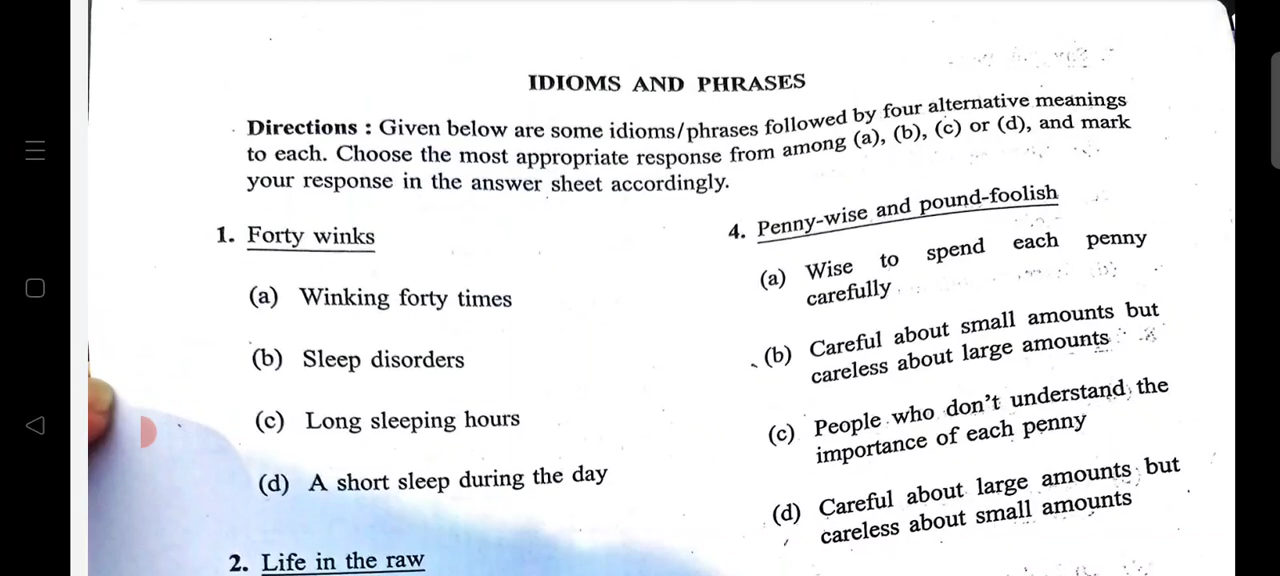 IDIOMS AND PHRASES
Directions : Given below are some idioms/phrases followed by four alternative meanings
to each. Choose the most appropriate response from among (a), (b), (c) or (d), and mark
your response in the answer sheet accordingly.
1. Forty winks
(a) Winking forty times
(b) Sleep disorders
(c) Long sleeping hours
(d) A short sleep during the day
2. Life in the raw
4. Penny-wise and pound-foolish
(a) Wise to spend each penny
carefully
(b) Careful about small amounts but
careless about large amounts
(c) People who don't understand the
importance of each penny
(d) Careful about large amounts but
careless about small amounts